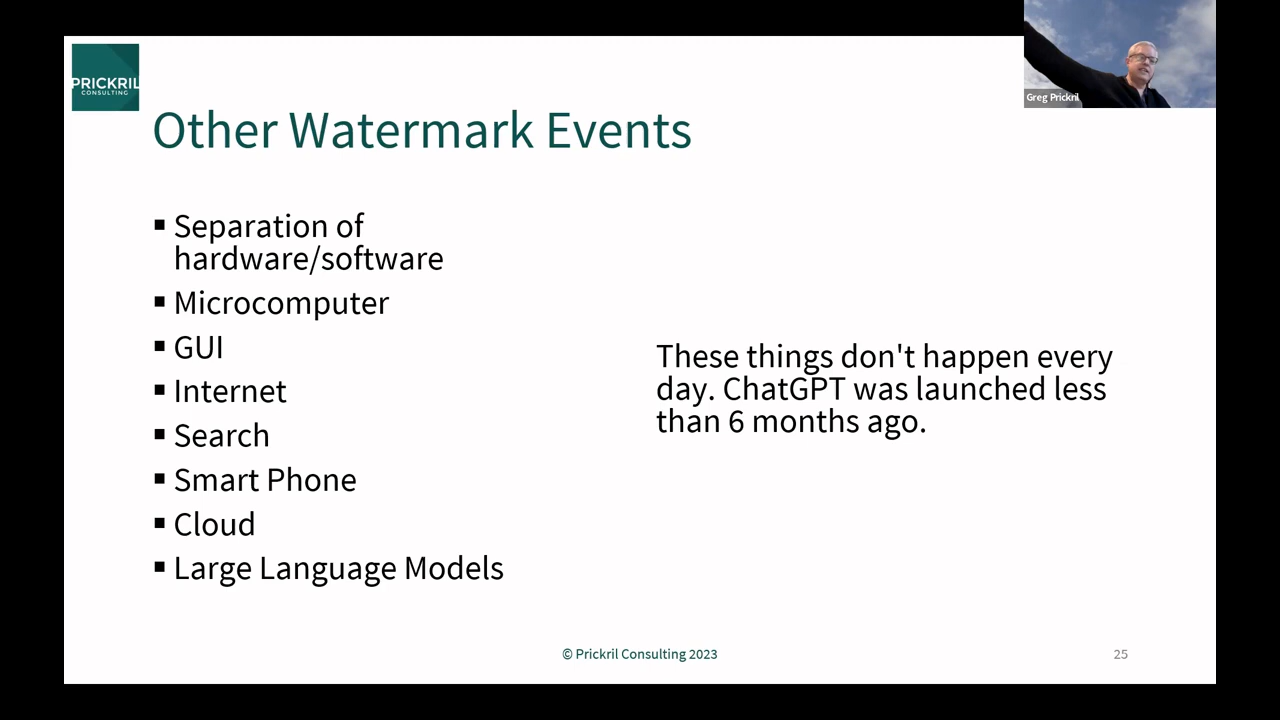 PRICKRIL
CONSULTING
Greg Prickril
Other Watermark Events
▪ Separation of
hardware/software
▪ Microcomputer
▪ GUI
▪ Internet
▪ Search
▪ Smart Phone
▪ Cloud
▪ Large Language Models
These things don't happen every
day. ChatGPT was launched less
than 6 months ago.
© Prickril Consulting 2023
25